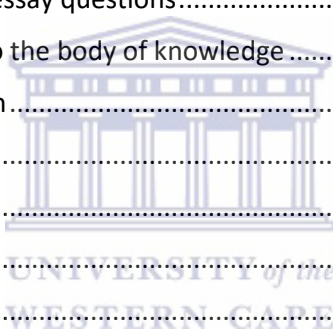 essay questions....................
o the body of knowledge ......
n.......................................................
.......................................................
.......................................................
.......................................................
UNIVERSITY of the
.......................................................
WESTERN CAPE